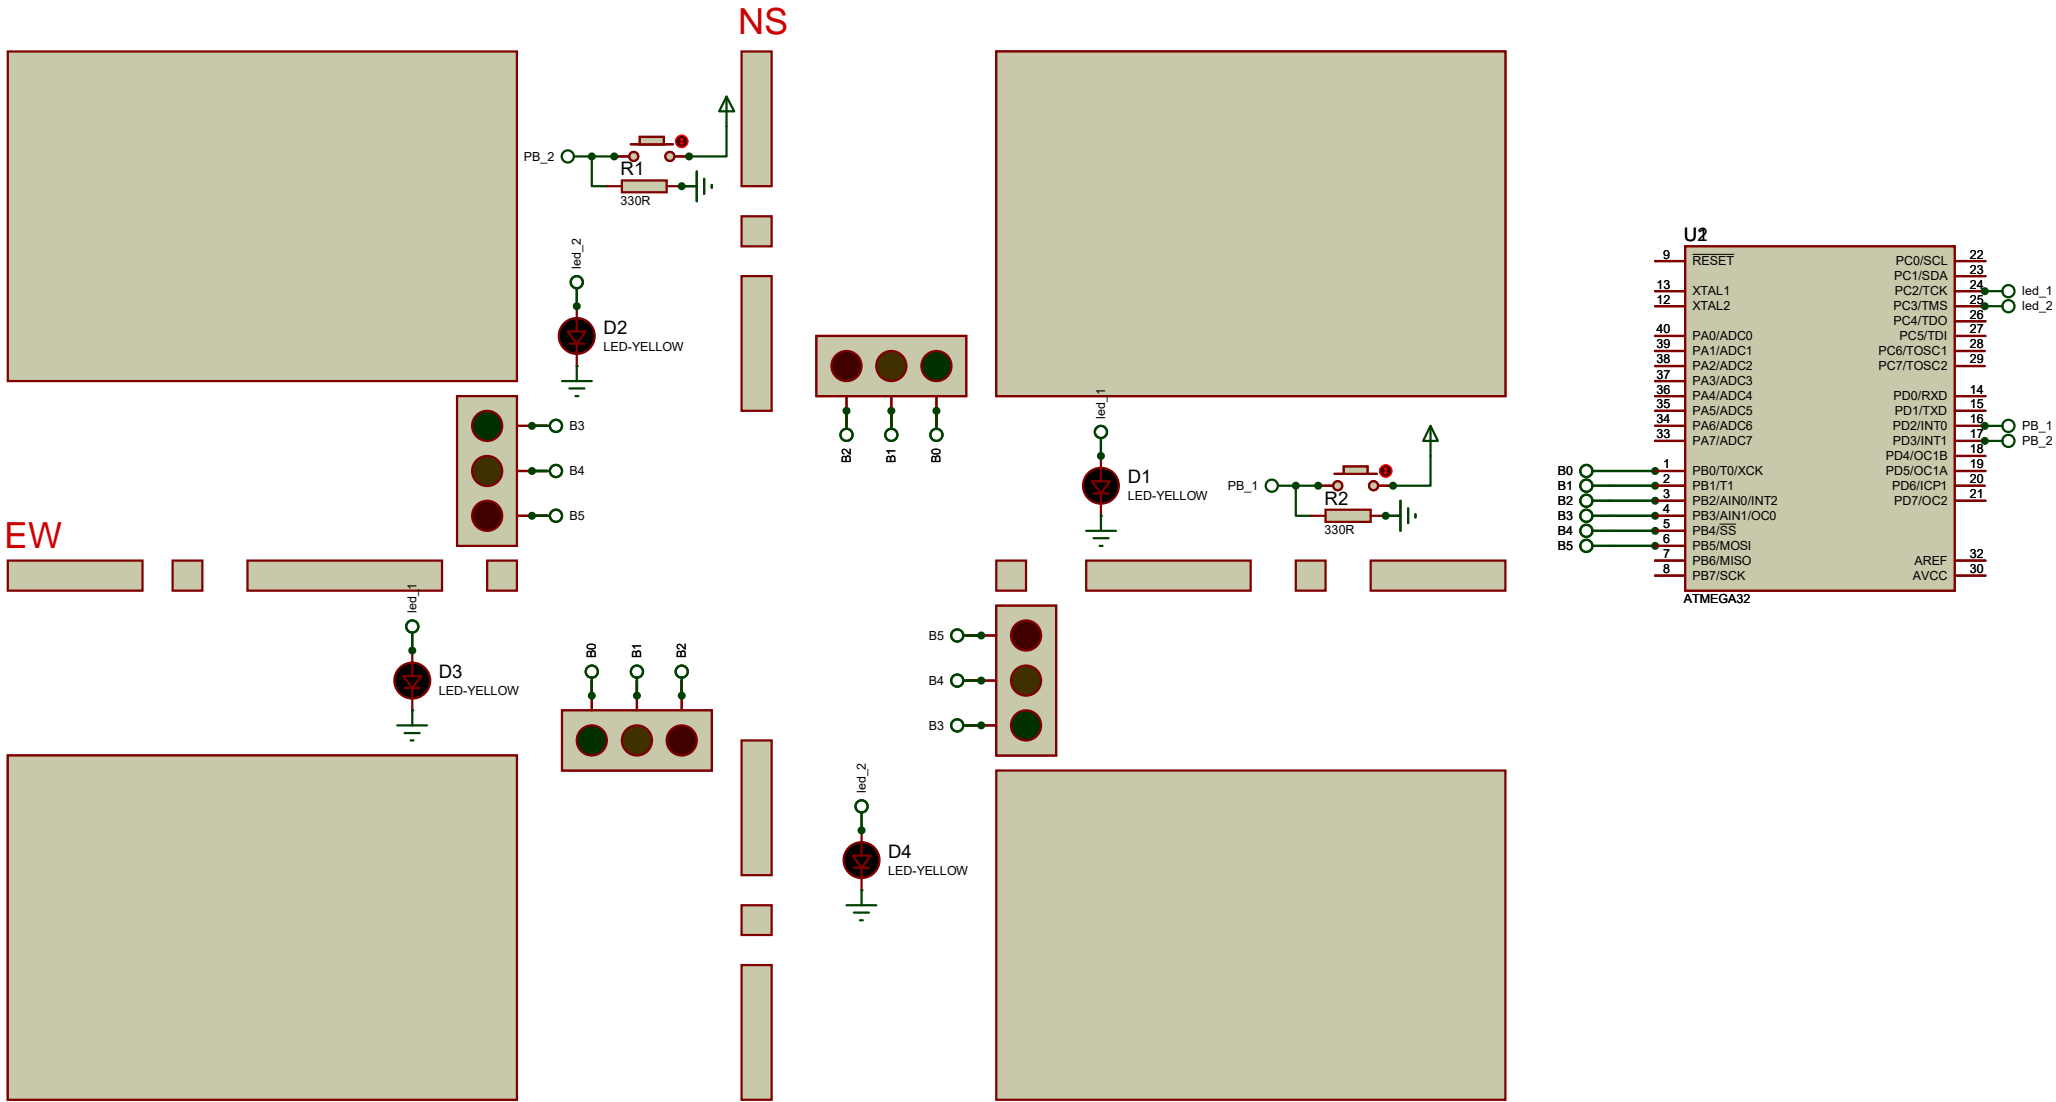 NS
PB_2
R1
330R
led_2
D2
LED-YELLOW
B3
B4
B5
EW
B2
B1
B0
led_1
D1
LED-YELLOW
PB_1
R2
330R
led_1
D3
LED-YELLOW
B0
B1
B2
B5
B4
B3
led_2
D4
LED-YELLOW
9 RESET PC0/SCL 22
PC1/SDA 23
13 XTAL1 PC2/TCK 24 led_1
12 XTAL2 PC3/TMS 25 led_2
PC4/TDO 26
40 PA0/ADC0 PC5/TDI 27
39 PA1/ADC1 PC6/TOSC1 28
38 PA2/ADC2 PC7/TOSC2 29
37 PA3/ADC3
36 PA4/ADC4 PD0/RXD 14
35 PA5/ADC5 PD1/TXD 15
34 PA6/ADC6 PD2/INT0 16 PB_1
33 PA7/ADC7 PD3/INT1 17 PB_2
PD4/OC1B 18
B0 1 PB0/T0/XCK PD5/OC1A 19
B1 2 PB1/T1 PD6/ICP1 20
B2 3 PB2/AIN0/INT2 PD7/OC2 21
B3 4 PB3/AIN1/OC0
B4 5 PB4/SS
B5 6 PB5/MOSI
7 PB6/MISO AREF 32
8 PB7/SCK AVCC 30
ATMEGA32